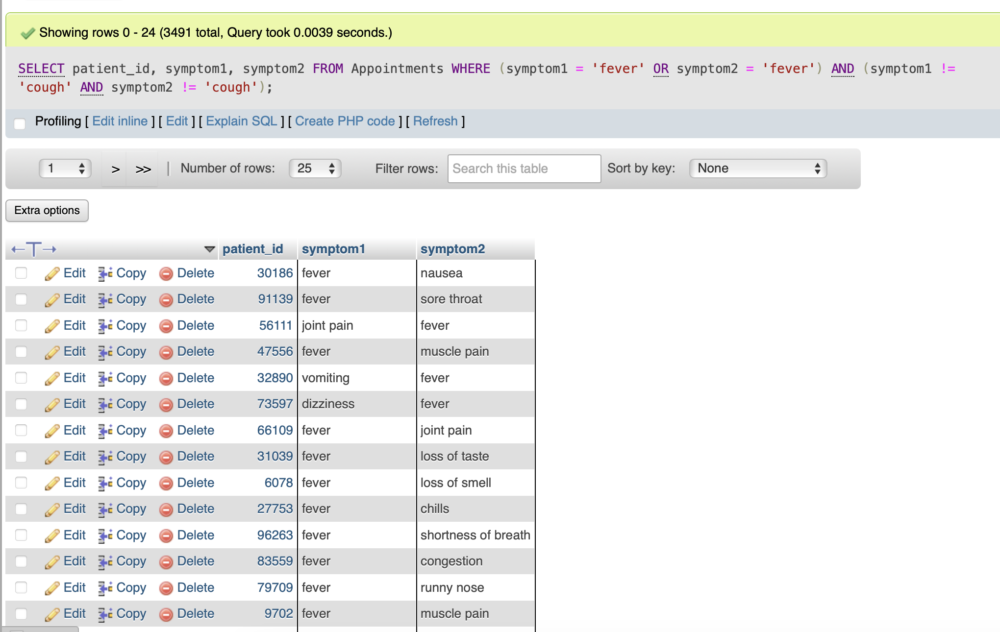 Showing rows 0 - 24 (3491 total, Query took 0.0039 seconds.)
SELECT patient_id, symptom1, symptom2 FROM Appointments WHERE (symptom1 = 'fever' OR symptom2 = 'fever') AND (symptom1 !=
'cough' AND symptom2 != 'cough');
Profiling [ Edit inline ] [ Edit ] [ Explain SQL ] [ Create PHP code ] [ Refresh ]
1 > >> | Number of rows: 25 Filter rows: Search this table Sort by key: None
Extra options
←T→ patient_id symptom1 symptom2
Edit Copy Delete 30186 fever nausea
Edit Copy Delete 91139 fever sore throat
Edit Copy Delete 56111 joint pain fever
Edit Copy Delete 47556 fever muscle pain
Edit Copy Delete 32890 vomiting fever
Edit Copy Delete 73597 dizziness fever
Edit Copy Delete 66109 fever joint pain
Edit Copy Delete 31039 fever loss of taste
Edit Copy Delete 6078 fever loss of smell
Edit Copy Delete 27753 fever chills
Edit Copy Delete 96263 fever shortness of breath
Edit Copy Delete 83559 fever congestion
Edit Copy Delete 79709 fever runny nose
Edit Copy Delete 9702 fever muscle pain